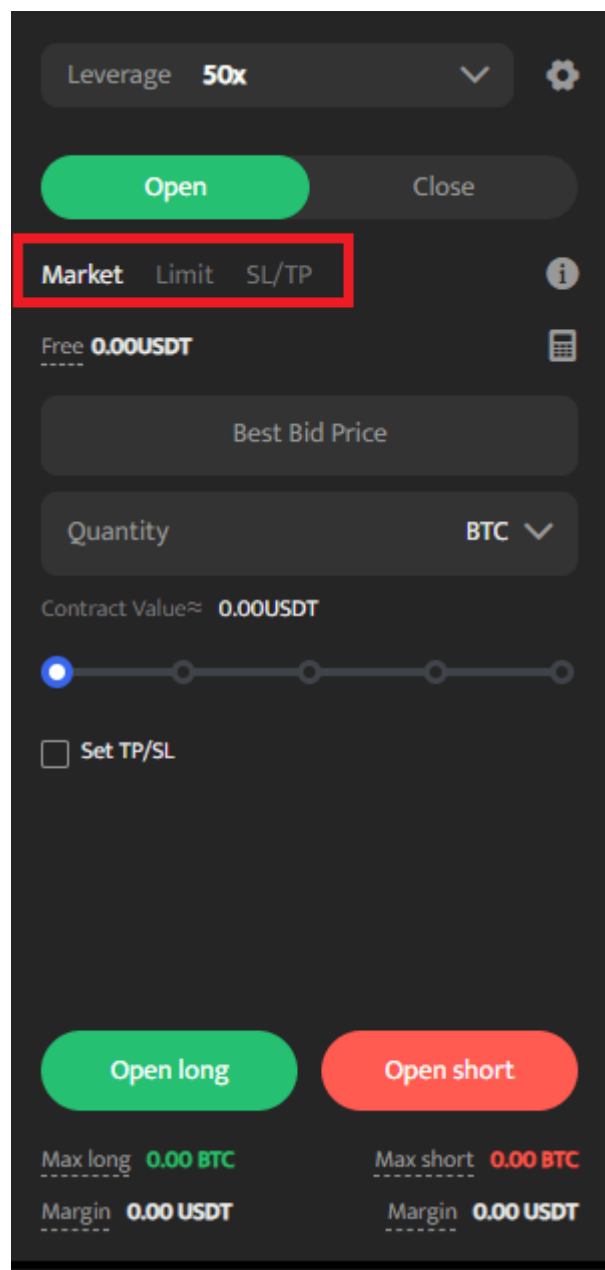 Leverage 50x
Open Close
Market Limit SL/TP
Free 0.00USDT
Best Bid Price
Quantity BTC
Contract Value≈ 0.00USDT
Set TP/SL
Open long Open short
Max long 0.00 BTC Max short 0.00 BTC
Margin 0.00 USDT Margin 0.00 USDT